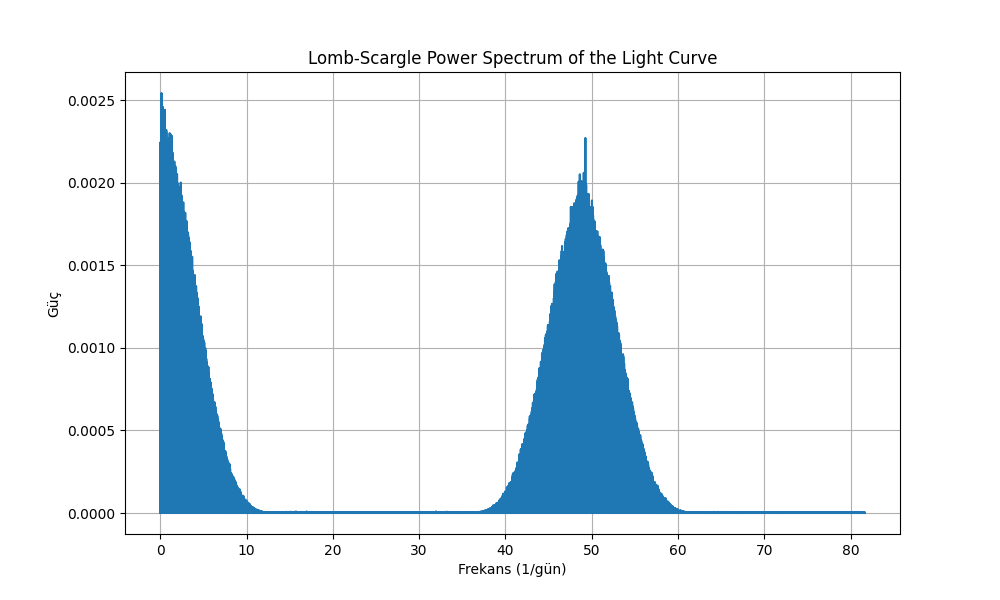 Lomb-Scargle Power Spectrum of the Light Curve
Güç
0.0025
0.0020
0.0015
0.0010
0.0005
0.0000
0 10 20 30 40 50 60 70 80
Frekans (1/gün)